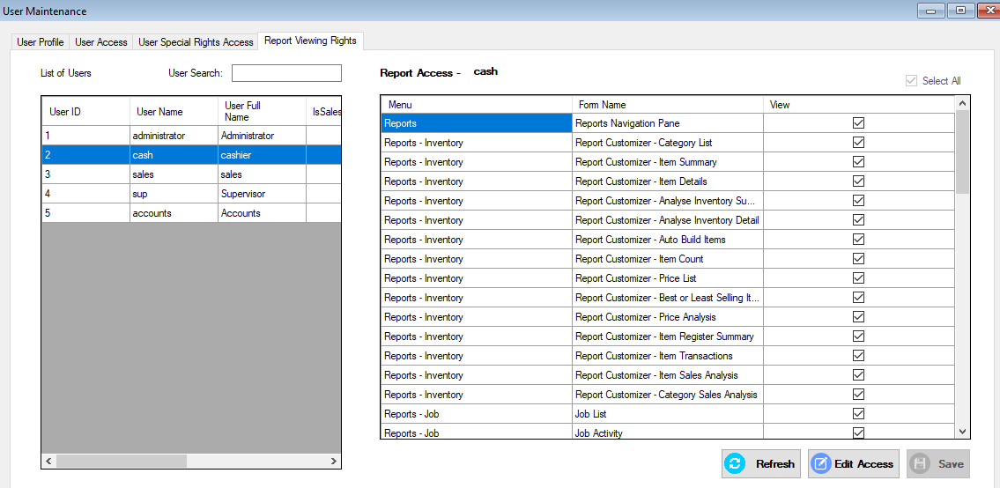 User Maintenance
User Profile User Access User Special Rights Access Report Viewing Rights
List of Users User Search: Report Access - cash
Select All
User ID User Name User Full Name IsSales
1 administrator Administrator
2 cash cashier
3 sales sales
4 sup Supervisor
5 accounts Accounts
Menu Form Name View
Reports Reports Navigation Pane
Reports - Inventory Report Customizer - Category List
Reports - Inventory Report Customizer - Item Summary
Reports - Inventory Report Customizer - Item Details
Reports - Inventory Report Customizer - Analyse Inventory Su...
Reports - Inventory Report Customizer - Analyse Inventory Detail
Reports - Inventory Report Customizer - Auto Build Items
Reports - Inventory Report Customizer - Item Count
Reports - Inventory Report Customizer - Price List
Reports - Inventory Report Customizer - Best or Least Selling It...
Reports - Inventory Report Customizer - Price Analysis
Reports - Inventory Report Customizer - Item Register Summary
Reports - Inventory Report Customizer - Item Transactions
Reports - Inventory Report Customizer - Item Sales Analysis
Reports - Inventory Report Customizer - Category Sales Analysis
Reports - Job Job List
Reports - Job Job Activity
Refresh Edit Access Save